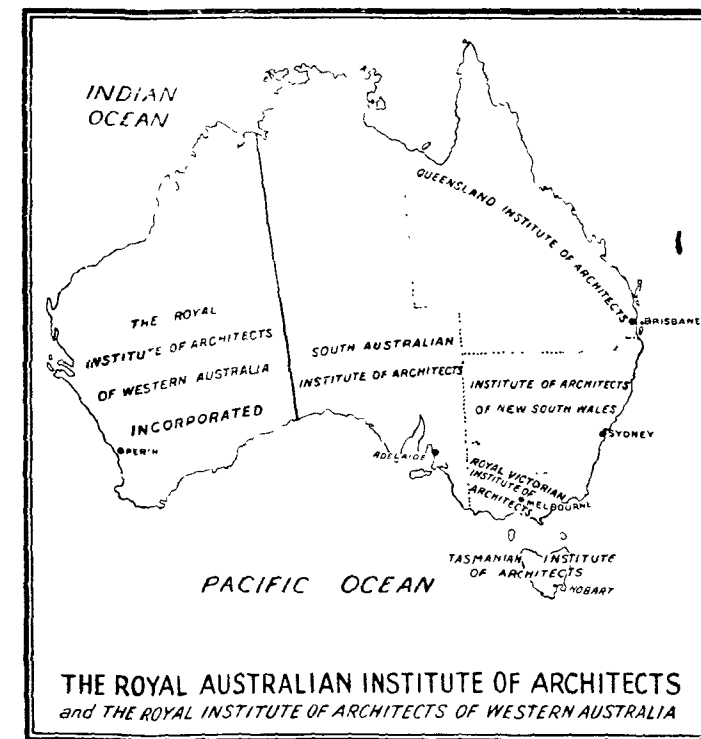 INDIAN
OCEAN
QUEENSLAND INSTITUTE OF ARCHITECTS
BRISBANE
THE ROYAL
INSTITUTE OF ARCHITECTS
OF WESTERN AUSTRALIA
INCORPORATED
PERTH
SOUTH AUSTRALIAN
INSTITUTE OF ARCHITECTS
INSTITUTE OF ARCHITECTS
OF NEW SOUTH WALES
SYDNEY
ADELAIDE
ROYAL VICTORIAN
INSTITUTE OF
ARCHITECTS
MELBOURNE
TASMANIAN INSTITUTE
OF ARCHITECTS
HOBART
PACIFIC OCEAN
THE ROYAL AUSTRALIAN INSTITUTE OF ARCHITECTS
and THE ROYAL INSTITUTE OF ARCHITECTS OF WESTERN AUSTRALIA